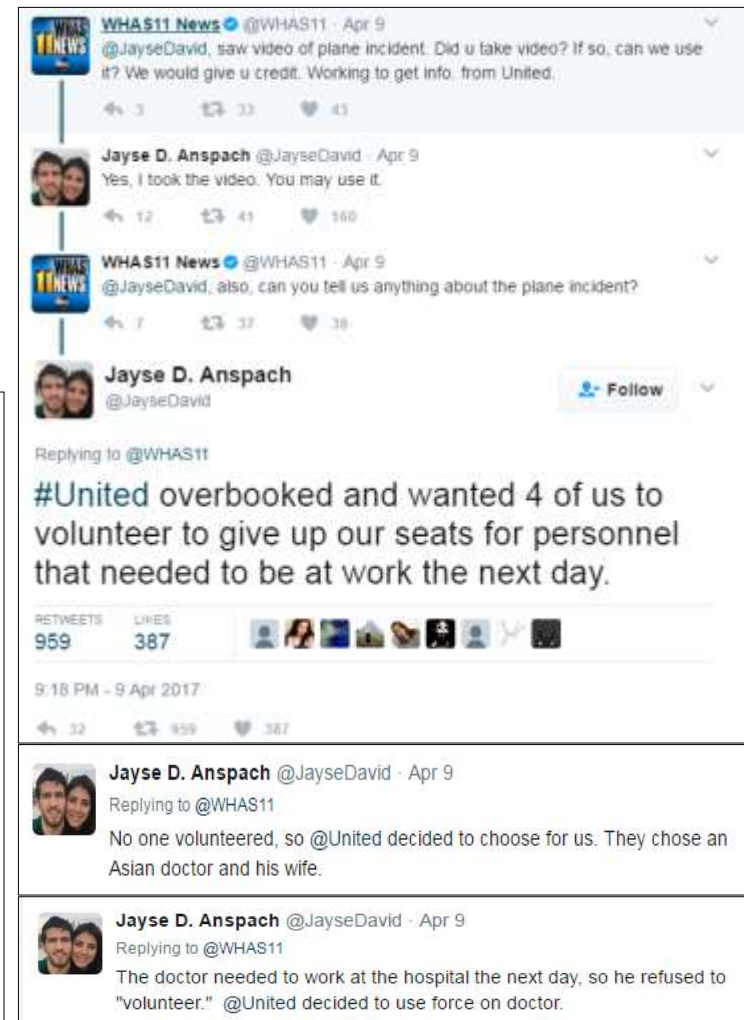 WHAS11 News @WHAS11 · Apr 9
@JayseDavid, saw video of plane incident. Did u take video? If so, can we use
it? We would give u credit. Working to get info. from United.
3 33 43
Jayse D. Anspach @JayseDavid · Apr 9
Yes, I took the video. You may use it.
12 41 160
WHAS11 News @WHAS11 · Apr 9
@JayseDavid, also, can you tell us anything about the plane incident?
7 37 38
Jayse D. Anspach
@JayseDavid
Follow
Replying to @WHAS11
#United overbooked and wanted 4 of us to
volunteer to give up our seats for personnel
that needed to be at work the next day.
RETWEETS LIKES
959 387
9:18 PM - 9 Apr 2017
32 959 387
Jayse D. Anspach @JayseDavid · Apr 9
Replying to @WHAS11
No one volunteered, so @United decided to choose for us. They chose an
Asian doctor and his wife.
Jayse D. Anspach @JayseDavid · Apr 9
Replying to @WHAS11
The doctor needed to work at the hospital the next day, so he refused to
"volunteer." @United decided to use force on doctor.